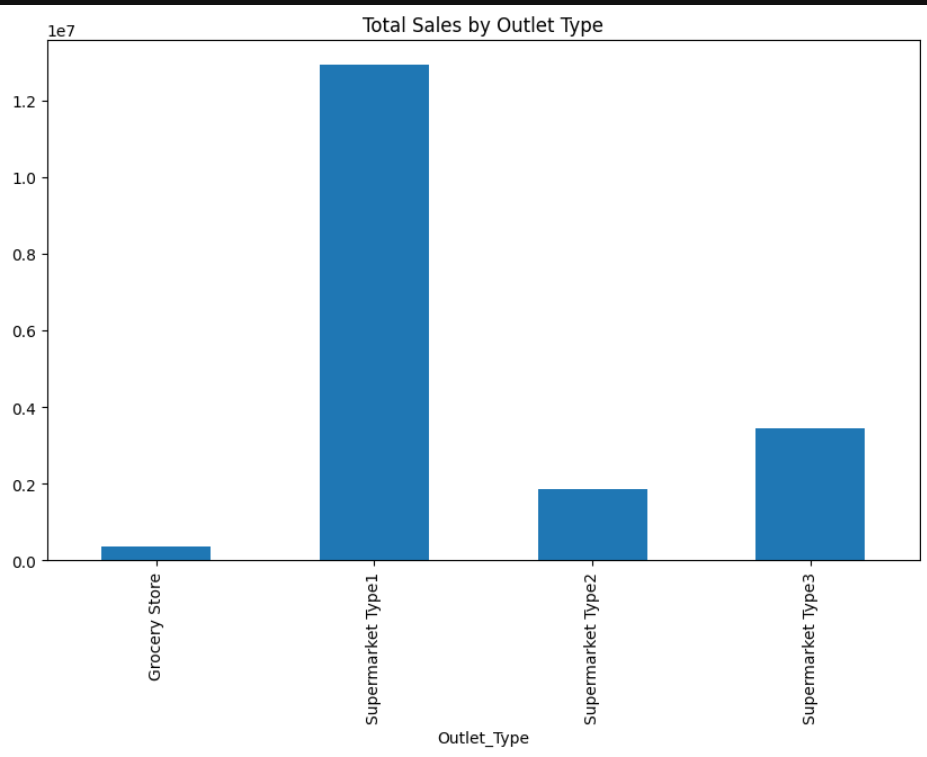 Total Sales by Outlet Type
1e7
1.2
1.0
0.8
0.6
0.4
0.2
0.0
Grocery Store
Supermarket Type1
Supermarket Type2
Supermarket Type3
Outlet_Type